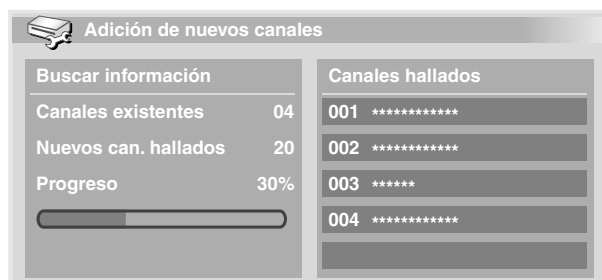 Adición de nuevos canales
Buscar información
Canales existentes 04
Nuevos can. hallados 20
Progreso 30%
Canales hallados
001 ************
002 ************
003 ******
004 ************